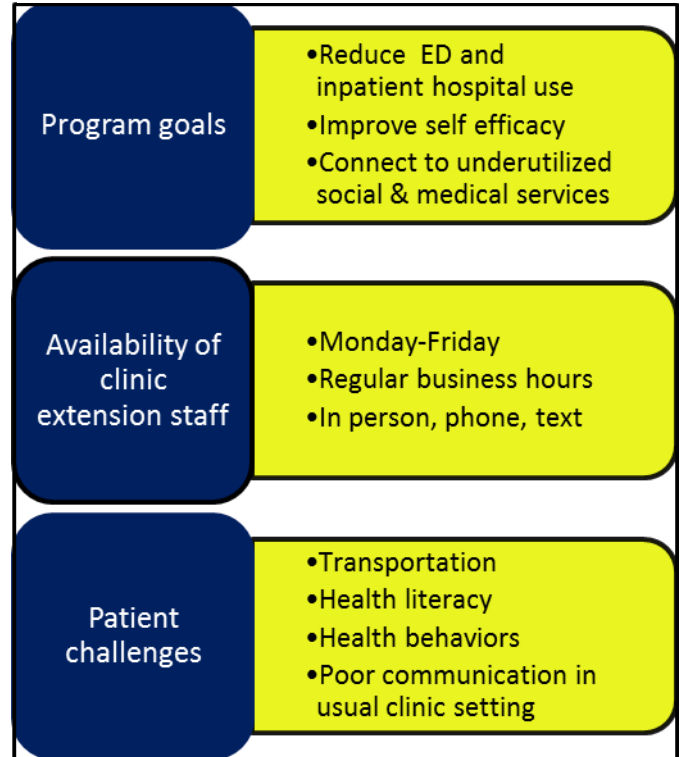 Program goals
•Reduce  ED and
inpatient hospital use
•Improve self efficacy
•Connect to underutilized
social & medical services
Availability of
clinic
extension staff
•Monday-Friday
•Regular business hours
•In person, phone, text
Patient
challenges
•Transportation
•Health literacy
•Health behaviors
•Poor communication in
usual clinic setting